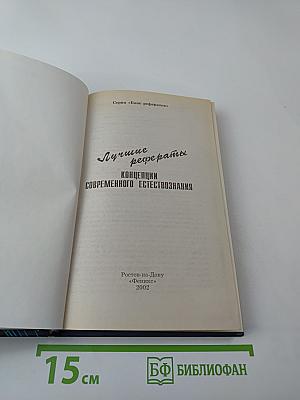 Серия «Банк рефератов»
Лучшие
рефераты
КОНЦЕПЦИИ
СОВРЕМЕННОГО ЕСТЕСТВОЗНАНИЯ
Ростов-на-Дону
«Феникс»
2002
15 см
БФ БИБЛИОФАН